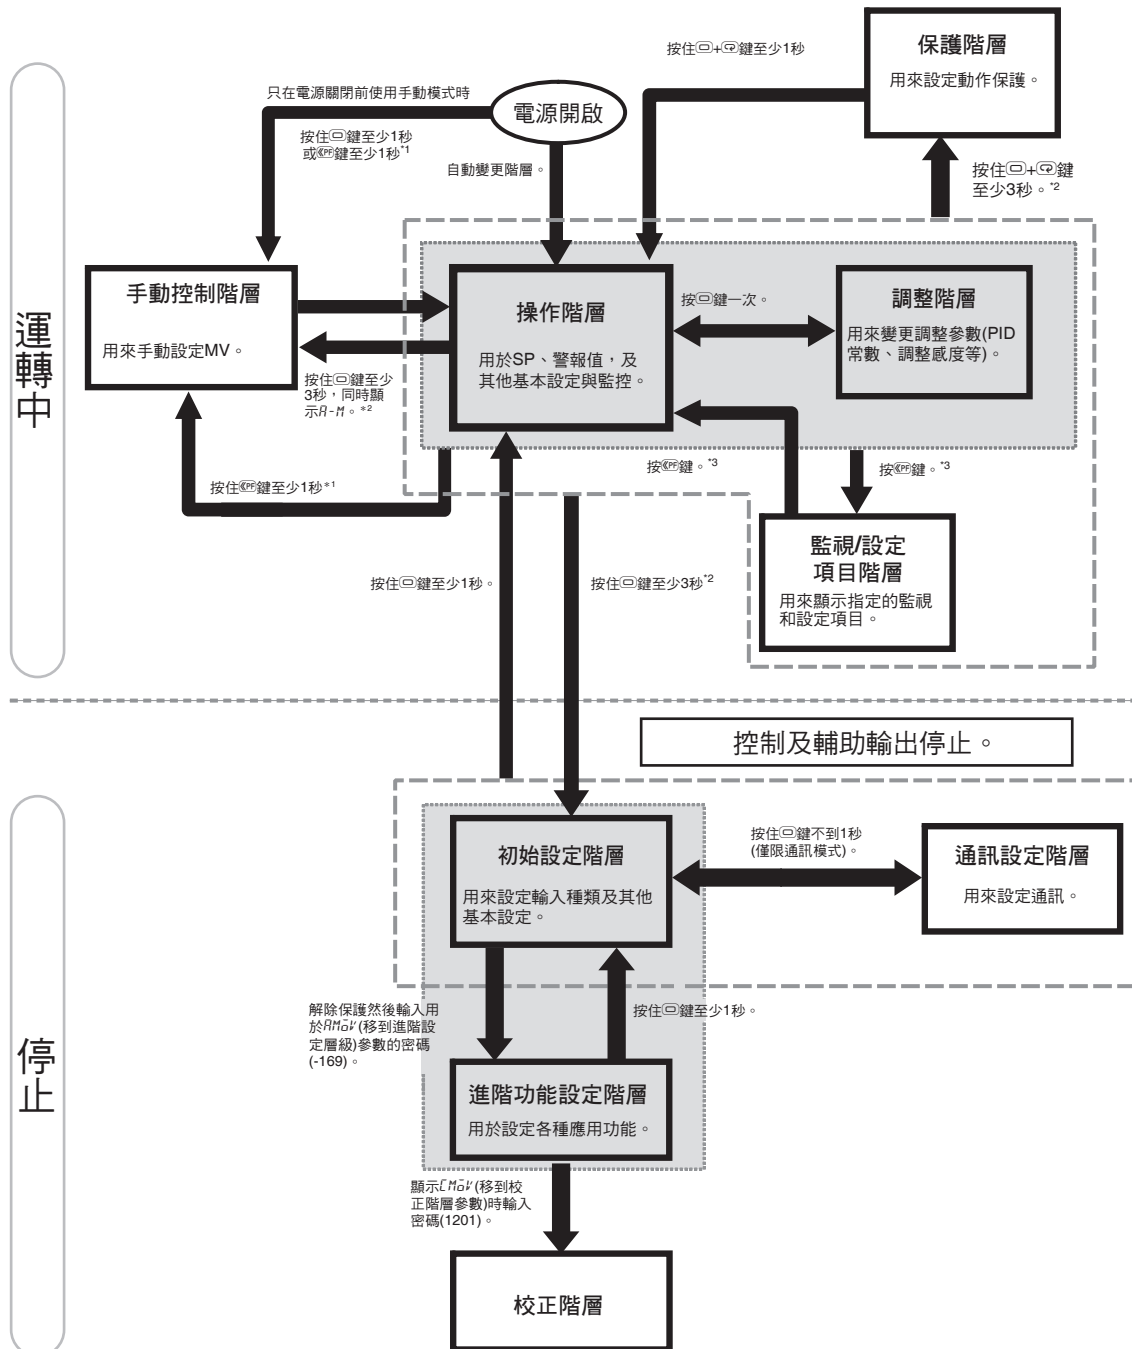 按住▭+↩鍵至少1秒
保護階層
用來設定動作保護。
只在電源關閉前使用手動模式時
電源開啟
按住▭鍵至少1秒
或PF鍵至少1秒*1
自動變更階層。
按住▭+↩鍵
至少3秒。*2
運轉中
手動控制階層
用來手動設定MV。
操作階層
用於SP、警報值,及
其他基本設定與監控。
按▭鍵一次。
調整階層
用來變更調整參數(PID
常數、調整感度等)。
按住▭鍵至少
3秒,同時顯
示A-M。*2
按住PF鍵至少1秒*1
按PF鍵。*3
按PF鍵。*3
監視/設定
項目階層
用來顯示指定的監視
和設定項目。
按住▭鍵至少1秒。
按住▭鍵至少3秒*2
控制及輔助輸出停止。
停止
初始設定階層
用來設定輸入種類及其他
基本設定。
按住▭鍵不到1秒
(僅限通訊模式)。
通訊設定階層
用來設定通訊。
解除保護然後輸入用
於AMoV(移到進階設
定層級)參數的密碼
(-169)。
按住▭鍵至少1秒。
進階功能設定階層
用於設定各種應用功能。
顯示CMoV(移到校
正階層參數)時輸入
密碼(1201)。
校正階層